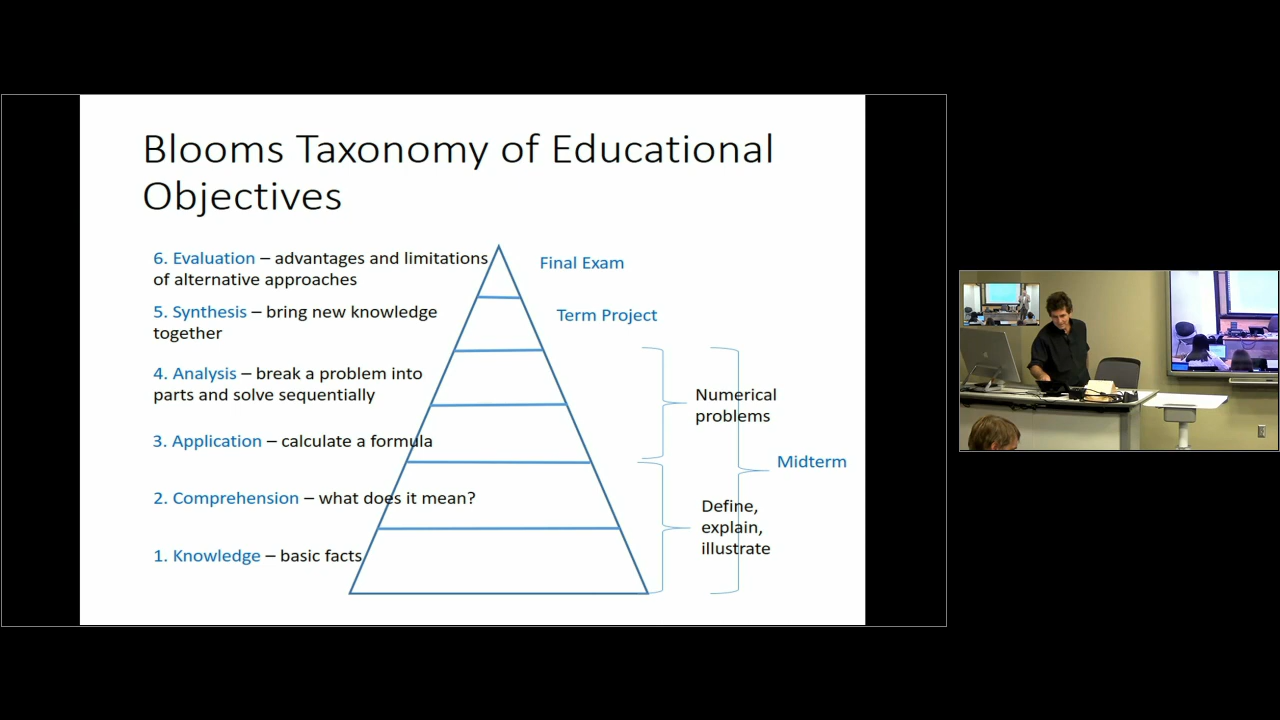 Blooms Taxonomy of Educational
Objectives
6. Evaluation – advantages and limitations
of alternative approaches
Final Exam
5. Synthesis – bring new knowledge
together
Term Project
4. Analysis – break a problem into
parts and solve sequentially
Numerical
problems
3. Application – calculate a formula
Midterm
2. Comprehension – what does it mean?
Define,
explain,
illustrate
1. Knowledge – basic facts